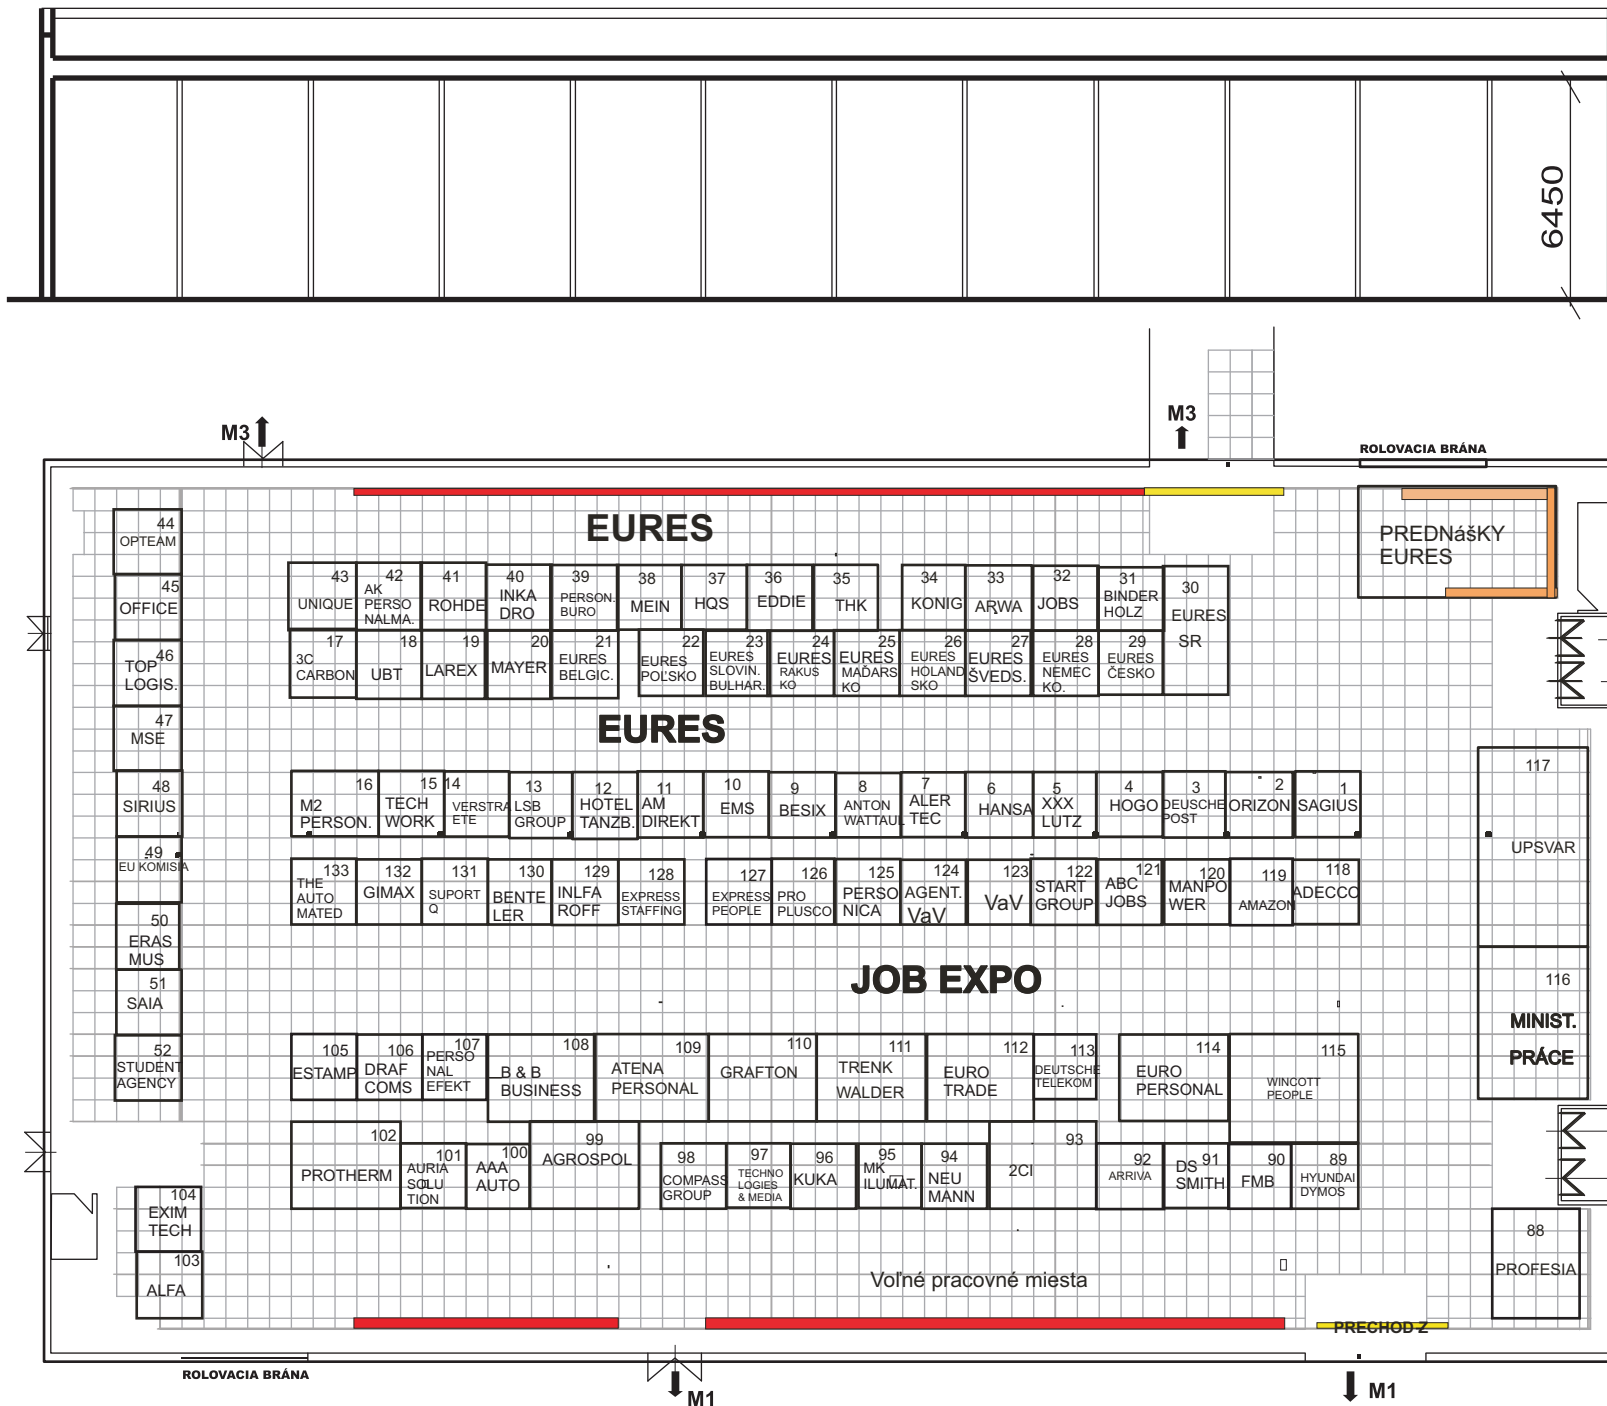 6450
M3
M3
ROLOVACIA BRÁNA
EURES
PREDNáŠKY
EURES
44
OPTEAM
45
OFFICE
46
TOP
LOGIS.
47
MSE
48
SIRIUS
49
EU KOMISIA
50
ERAS
MUS
51
SAIA
52
STUDENT
AGENCY
43
UNIQUE
42
AK
PERSO
NALMA.
41
ROHDE
40
INKA
DRO
39
PERSON.
BURO
38
MEIN
37
HQS
36
EDDIE
35
THK
34
KONIG
33
ARWA
32
JOBS
31
BINDER
HOLZ
30
EURES
SR
17
3C
CARBON
18
UBT
19
LAREX
20
MAYER
21
EURES
BELGIC.
22
EURES
POĽSKO
23
EURES
SLOVIN.
BULHAR.
24
EURES
RAKUS
KO
25
EURES
MAĎARS
KO
26
EURES
HOLAND
SKO
27
EURES
ŠVEDS.
28
EURES
NEMEC
KO.
29
EURES
ČESKO
EURES
16
M2
PERSON.
15
TECH
WORK
14
VERSTRA
ETE
13
LSB
GROUP
12
HOTEL
TANZB.
11
AM
DIREKT
10
EMS
9
BESIX
8
ANTON
WATTAUL
7
ALER
TEC
6
HANSA
5
XXX
LUTZ
4
HOGO
3
DEUSCHE
POST
2
ORIZON
1
SAGIUS
117
UPSVAR
133
THE
AUTO
MATED
132
GIMAX
131
SUPORT
Q
130
BENTE
LER
129
INLFA
ROFF
128
EXPRESS
STAFFING
127
EXPRESS
PEOPLE
126
PRO
PLUSCO
125
PERSO
NICA
124
AGENT.
VaV
123
VaV
122
START
GROUP
121
ABC
JOBS
120
MANPO
WER
119
AMAZON
118
ADECCO
JOB EXPO
116
MINIST.
PRÁCE
105
ESTAMP
106
DRAF
COMS
107
PERSO
NAL
EFEKT
108
B & B
BUSINESS
109
ATENA
PERSONAL
110
GRAFTON
111
TRENK
WALDER
112
EURO
TRADE
113
DEUTSCHE
TELEKOM
114
EURO
PERSONAL
115
WINCOTT
PEOPLE
102
PROTHERM
101
AURIA
SOLU
TION
100
AAA
AUTO
99
AGROSPOL
98
COMPASS
GROUP
97
TECHNO
LOGIES
& MEDIA
96
KUKA
95
MK
ILUMAT.
94
NEU
MANN
93
2CI
92
ARRIVA
91
DS
SMITH
90
FMB
89
HYUNDAI
DYMOS
104
EXIM
TECH
103
ALFA
88
PROFESIA
Voľné pracovné miesta
PRECHOD Z
ROLOVACIA BRÁNA
M1
M1